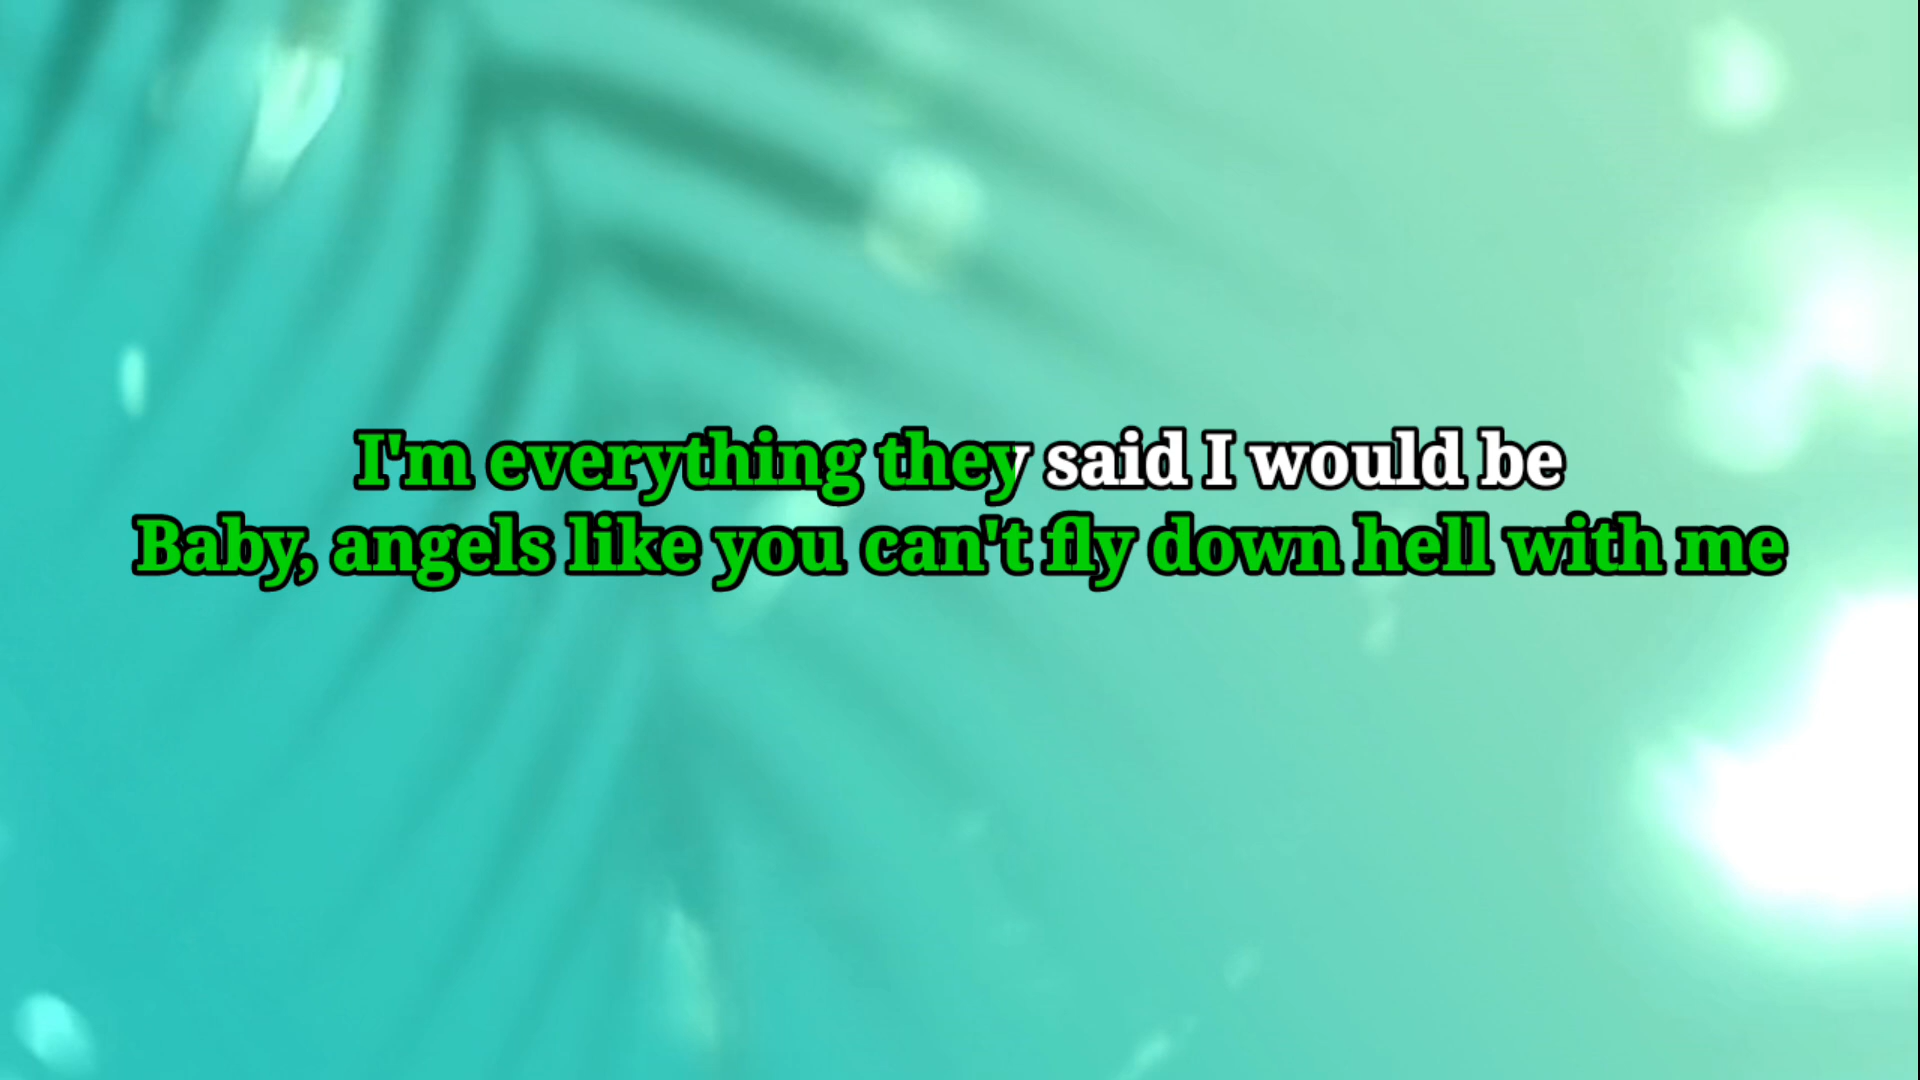 I'm everything they said I would be
Baby, angels like you can't fly down hell with me